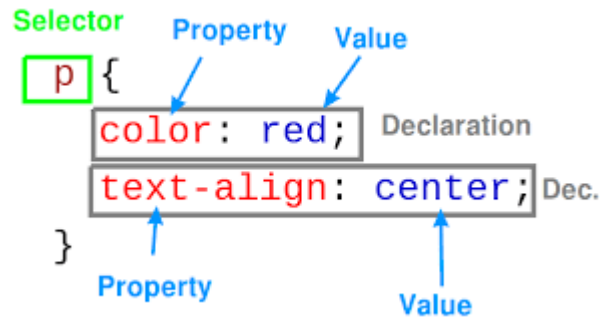 Selector
Property Value
p {
color: red; Declaration
text-align: center; Dec.
}
Property
Value